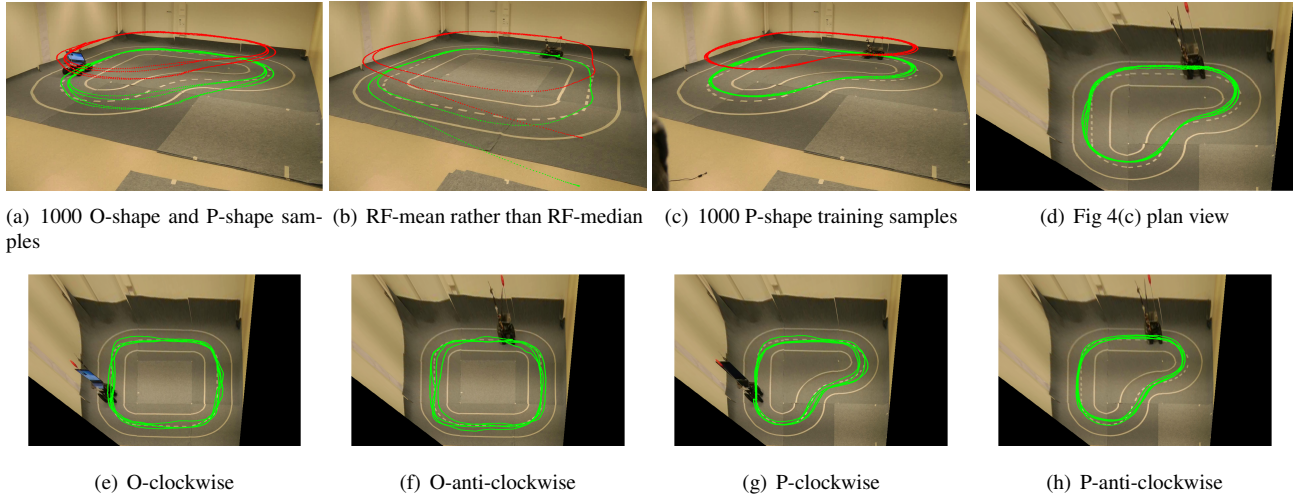 (a) 1000 O-shape and P-shape sam-
ples
(b) RF-mean rather than RF-median
(c) 1000 P-shape training samples
(d) Fig 4(c) plan view
(e) O-clockwise
(f) O-anti-clockwise
(g) P-clockwise
(h) P-anti-clockwise